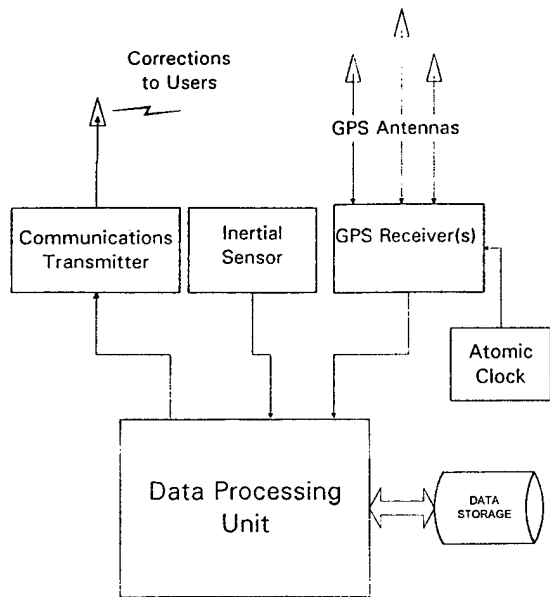 Corrections
to Users
GPS Antennas
Communications
Transmitter
Inertial
Sensor
GPS Receiver(s)
Atomic
Clock
Data Processing
Unit
DATA
STORAGE